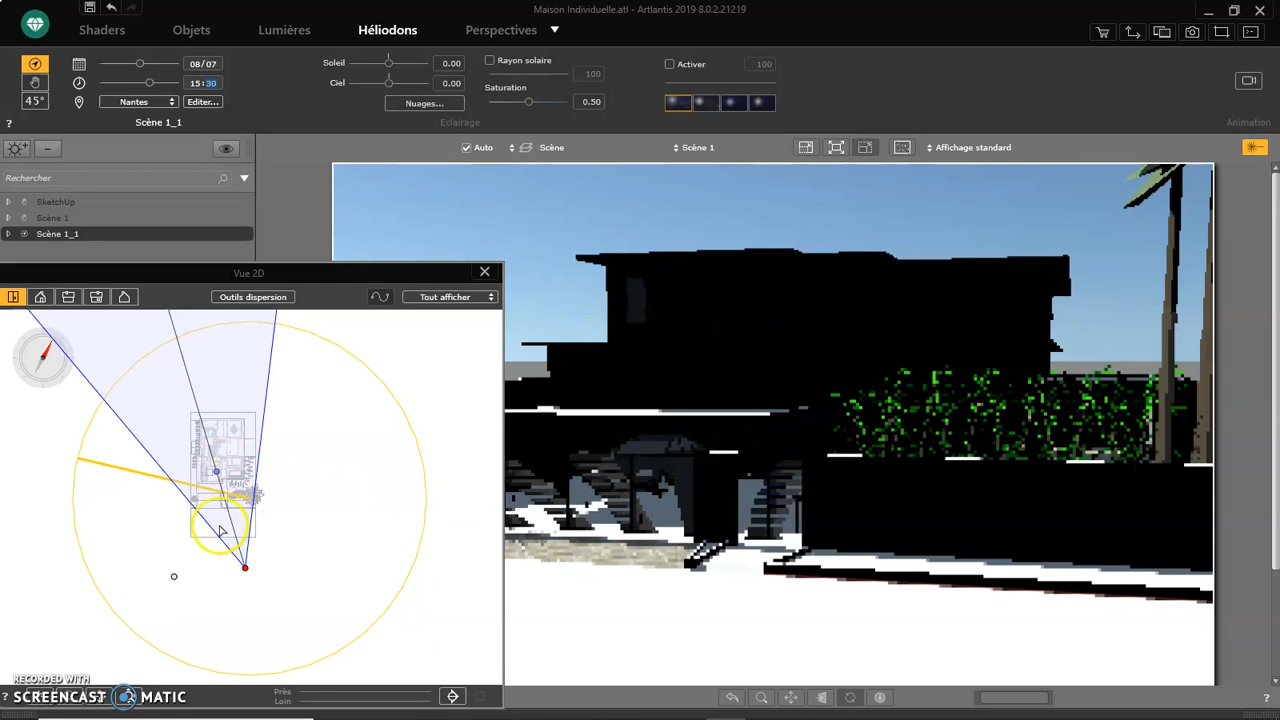 Maison Individuelle.atl - Artlantis 2019 8.0.2.21219
Shaders Objets Lumières Héliodons Perspectives
08/07
15:30
Nantes Editer...
45°
?
Scène 1_1
Soleil 0.00
Ciel 0.00
Nuages...
Rayon solaire
100
Saturation
0.50
Eclairage
Activer 100
Animation
Auto Scène Scène 1 Affichage standard
Rechercher
SketchUp
Scène 1
Scène 1_1
Vue 2D
Outils dispersion Tout afficher
RECORDED WITH
SCREENCAST MATIC
?
Près
Loin
?